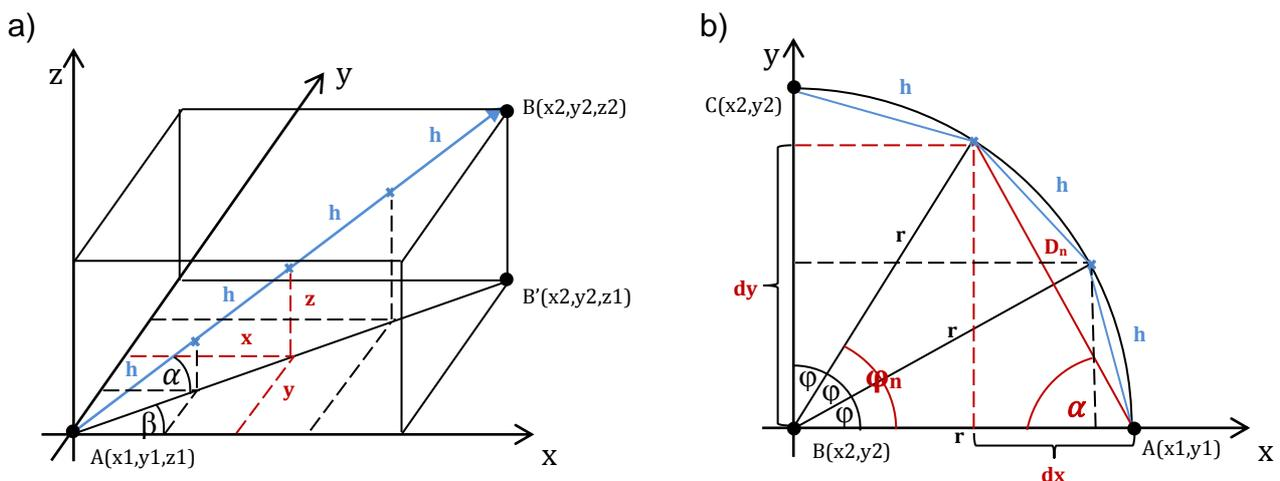 a)
z
y
B(x2,y2,z2)
h
h
h
z
B’(x2,y2,z1)
x
h
α
y
β
A(x1,y1,z1)
x
b)
y
h
C(x2,y2)
h
r
Dₙ
dy
r
h
φ
φ
φ
φₙ
α
r
B(x2,y2)
A(x1,y1)
x
dx